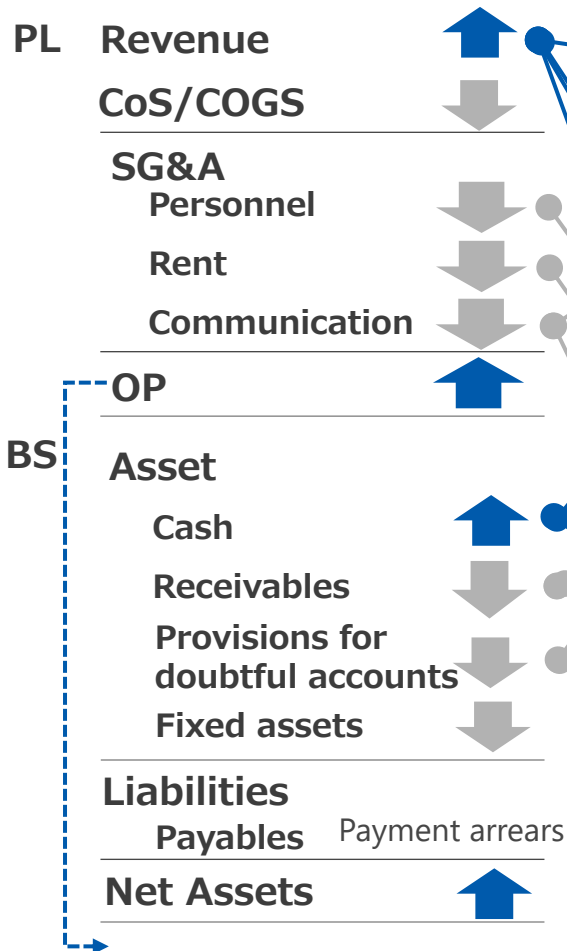 PL Revenue
CoS/COGS
SG&A
Personnel
Rent
Communication
OP
BS
Asset
Cash
Receivables
Provisions for
doubtful accounts
Fixed assets
Liabilities
Payables Payment arrears
Net Assets